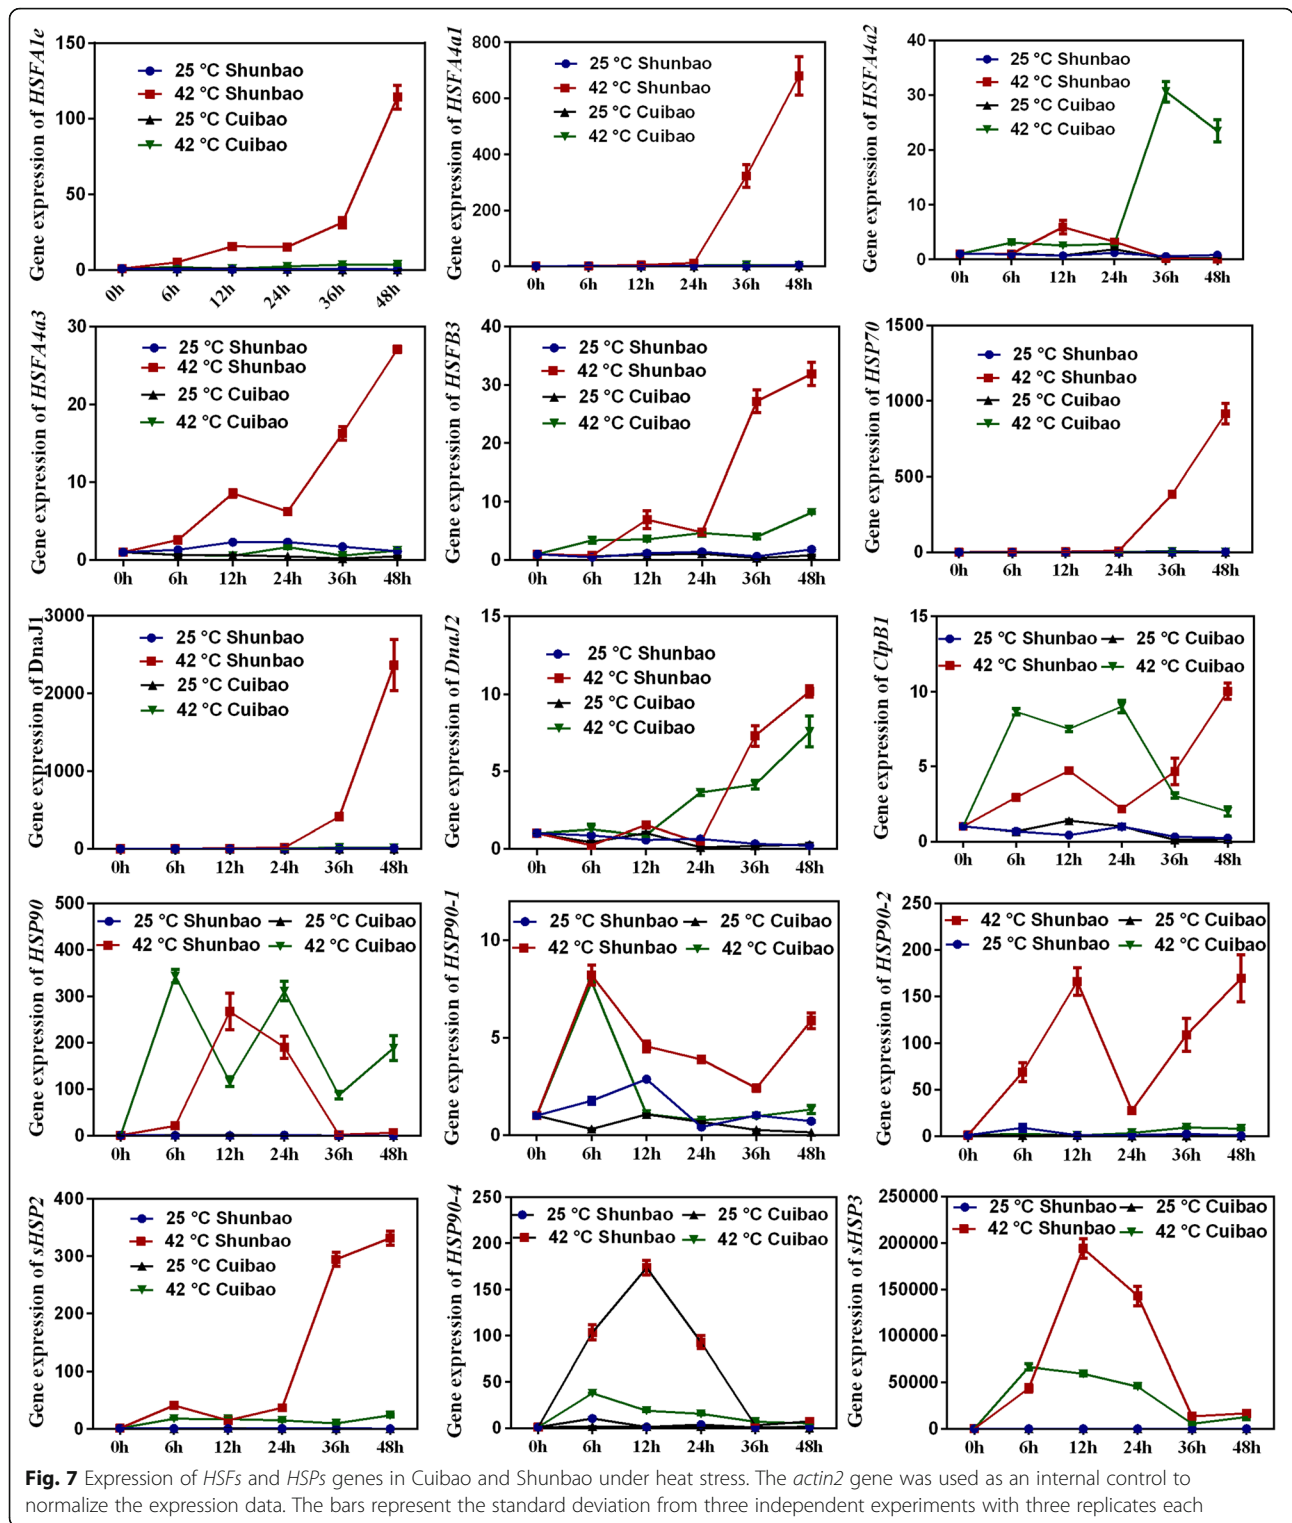 Gene expression of HSFA1e
150
100
50
0
25 °C Shunbao
42 °C Shunbao
25 °C Cuibao
42 °C Cuibao
0h 6h 12h 24h 36h 48h
Gene expression of HSFA4a1
800
600
400
200
0
25 °C Shunbao
42 °C Shunbao
25 °C Cuibao
42 °C Cuibao
0h 6h 12h 24h 36h 48h
Gene expression of HSFA4a2
40
30
20
10
0
25 °C Shunbao
42 °C Shunbao
25 °C Cuibao
42 °C Cuibao
0h 6h 12h 24h 36h 48h
Gene expression of HSFA4a3
30
20
10
0
25 °C Shunbao
42 °C Shunbao
25 °C Cuibao
42 °C Cuibao
0h 6h 12h 24h 36h 48h
Gene expression of HSFB3
40
30
20
10
0
25 °C Shunbao
42 °C Shunbao
25 °C Cuibao
42 °C Cuibao
0h 6h 12h 24h 36h 48h
Gene expression of HSP70
1500
1000
500
0
25 °C Shunbao
42 °C Shunbao
25 °C Cuibao
42 °C Cuibao
0h 6h 12h 24h 36h 48h
Gene expression of DnaJ1
3000
2000
1000
0
25 °C Shunbao
42 °C Shunbao
25 °C Cuibao
42 °C Cuibao
0h 6h 12h 24h 36h 48h
Gene expression of DnaJ2
15
10
5
0
25 °C Shunbao
42 °C Shunbao
25 °C Cuibao
42 °C Cuibao
0h 6h 12h 24h 36h 48h
Gene expression of ClpB1
15
10
5
0
25 °C Shunbao 25 °C Cuibao
42 °C Shunbao 42 °C Cuibao
0h 6h 12h 24h 36h 48h
Gene expression of HSP90
500
400
300
200
100
0
25 °C Shunbao 25 °C Cuibao
42 °C Shunbao 42 °C Cuibao
0h 6h 12h 24h 36h 48h
Gene expression of HSP90-1
10
5
0
25 °C Shunbao 25 °C Cuibao
42 °C Shunbao 42 °C Cuibao
0h 6h 12h 24h 36h 48h
Gene expression of HSP90-2
250
200
150
100
50
0
42 °C Shunbao 25 °C Cuibao
25 °C Shunbao 42 °C Cuibao
0h 6h 12h 24h 36h 48h
Gene expression of sHSP2
400
300
200
100
0
25 °C Shunbao
42 °C Shunbao
25 °C Cuibao
42 °C Cuibao
0h 6h 12h 24h 36h 48h
Gene expression of HSP90-4
250
200
150
100
50
0
25 °C Shunbao 25 °C Cuibao
42 °C Shunbao 42 °C Cuibao
0h 6h 12h 24h 36h 48h
Gene expression of sHSP3
250000
200000
150000
100000
50000
0
25 °C Shunbao 25 °C Cuibao
42 °C Shunbao 42 °C Cuibao
0h 6h 12h 24h 36h 48h
Fig. 7 Expression of HSFs and HSPs genes in Cuibao and Shunbao under heat stress. The actin2 gene was used as an internal control to
normalize the expression data. The bars represent the standard deviation from three independent experiments with three replicates each